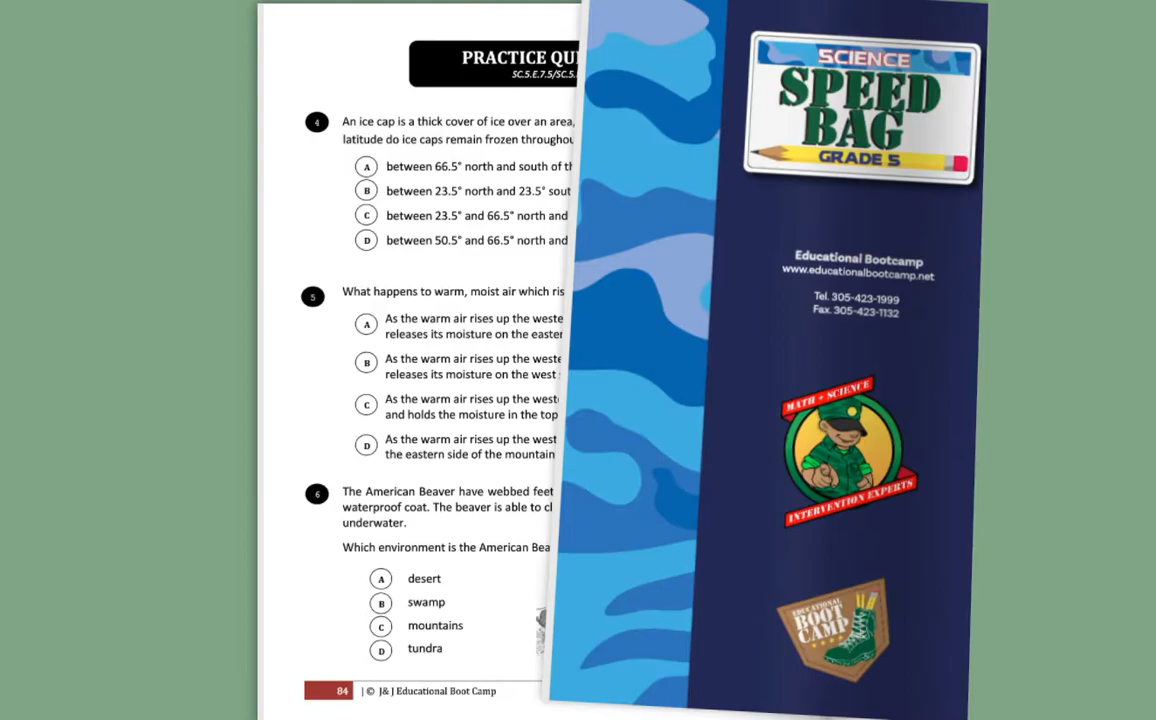 PRACTICE QU
SC.5.E.7.5/SC.5.
4
An ice cap is a thick cover of ice over an area,
latitude do ice caps remain frozen throughou
A between 66.5° north and south of th
B between 23.5° north and 23.5° sout
C between 23.5° and 66.5° north and
D between 50.5° and 66.5° north and
5
What happens to warm, moist air which ris
A As the warm air rises up the weste
releases its moisture on the easter
B As the warm air rises up the weste
releases its moisture on the west
C As the warm air rises up the west
and holds the moisture in the top
D As the warm air rises up the west
the eastern side of the mountain
6
The American Beaver have webbed feet
waterproof coat. The beaver is able to cl
underwater.
Which environment is the American Bea
A desert
B swamp
C mountains
D tundra
84 | © J&J Educational Boot Camp
SCIENCE
SPEED
BAG
GRADE 5
Educational Bootcamp
www.educationalbootcamp.net
Tel. 305-423-1999
Fax. 305-423-1132
MATH + SCIENCE
INTERVENTION EXPERTS
EDUCATIONAL
BOOT
CAMP